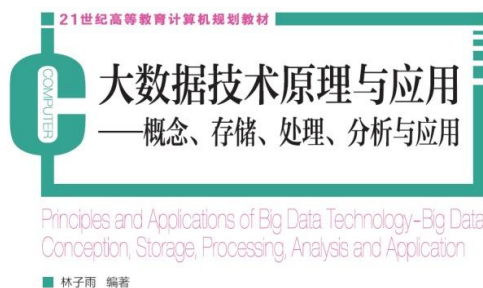 21世纪高等教育计算机规划教材
COMPUTER
大数据技术原理与应用
——概念、存储、处理、分析与应用
Principles and Applications of Big Data Technology-Big Data
Conception, Storage, Processing, Analysis and Application
林子雨 编著